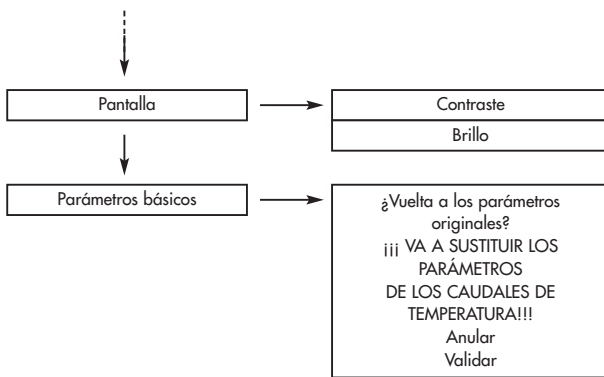 Pantalla
Contraste
Brillo
Parámetros básicos
¿Vuelta a los parámetros
originales?
¡¡¡ VA A SUSTITUIR LOS
PARÁMETROS
DE LOS CAUDALES DE
TEMPERATURA!!!
Anular
Validar